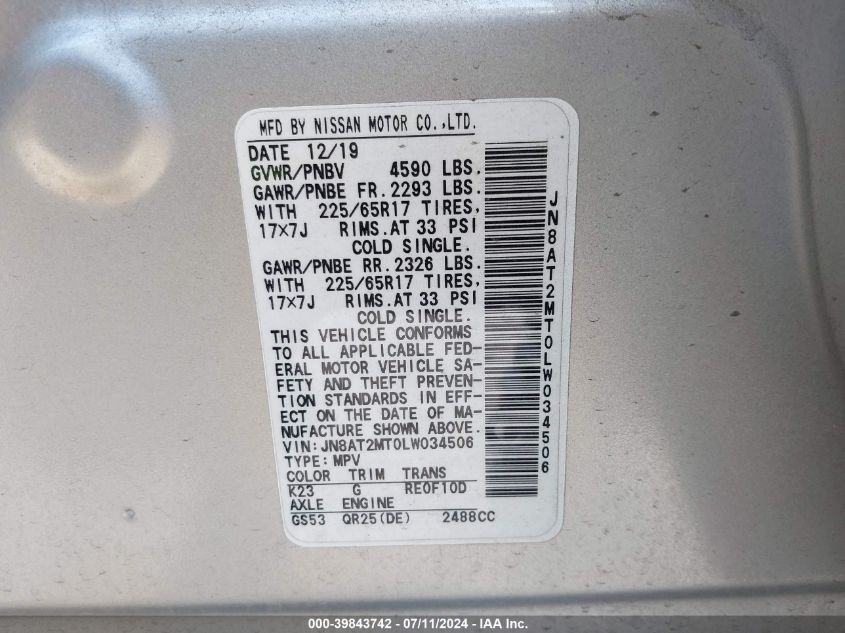 MFD BY NISSAN MOTOR CO.,LTD.
DATE 12/19
GVWR/PNBV 4590 LBS.
GAWR/PNBE FR. 2293 LBS.
WITH 225/65R17 TIRES,
17X7J RIMS.AT 33 PSI
COLD SINGLE.
GAWR/PNBE RR. 2326 LBS.
WITH 225/65R17 TIRES,
17X7J RIMS.AT 33 PSI
COLD SINGLE.
THIS VEHICLE CONFORMS
TO ALL APPLICABLE FED-
ERAL MOTOR VEHICLE SA-
FETY AND THEFT PREVEN-
TION STANDARDS IN EFF-
ECT ON THE DATE OF MA-
NUFACTURE SHOWN ABOVE.
VIN:JN8AT2MT0LW034506
TYPE:MPV
COLOR TRIM TRANS
K23 G RE0F10D
AXLE ENGINE
GS53 QR25(DE) 2488CC
JN8AT2MT0LW034506
000-39843742 - 07/11/2024 - IAA Inc.